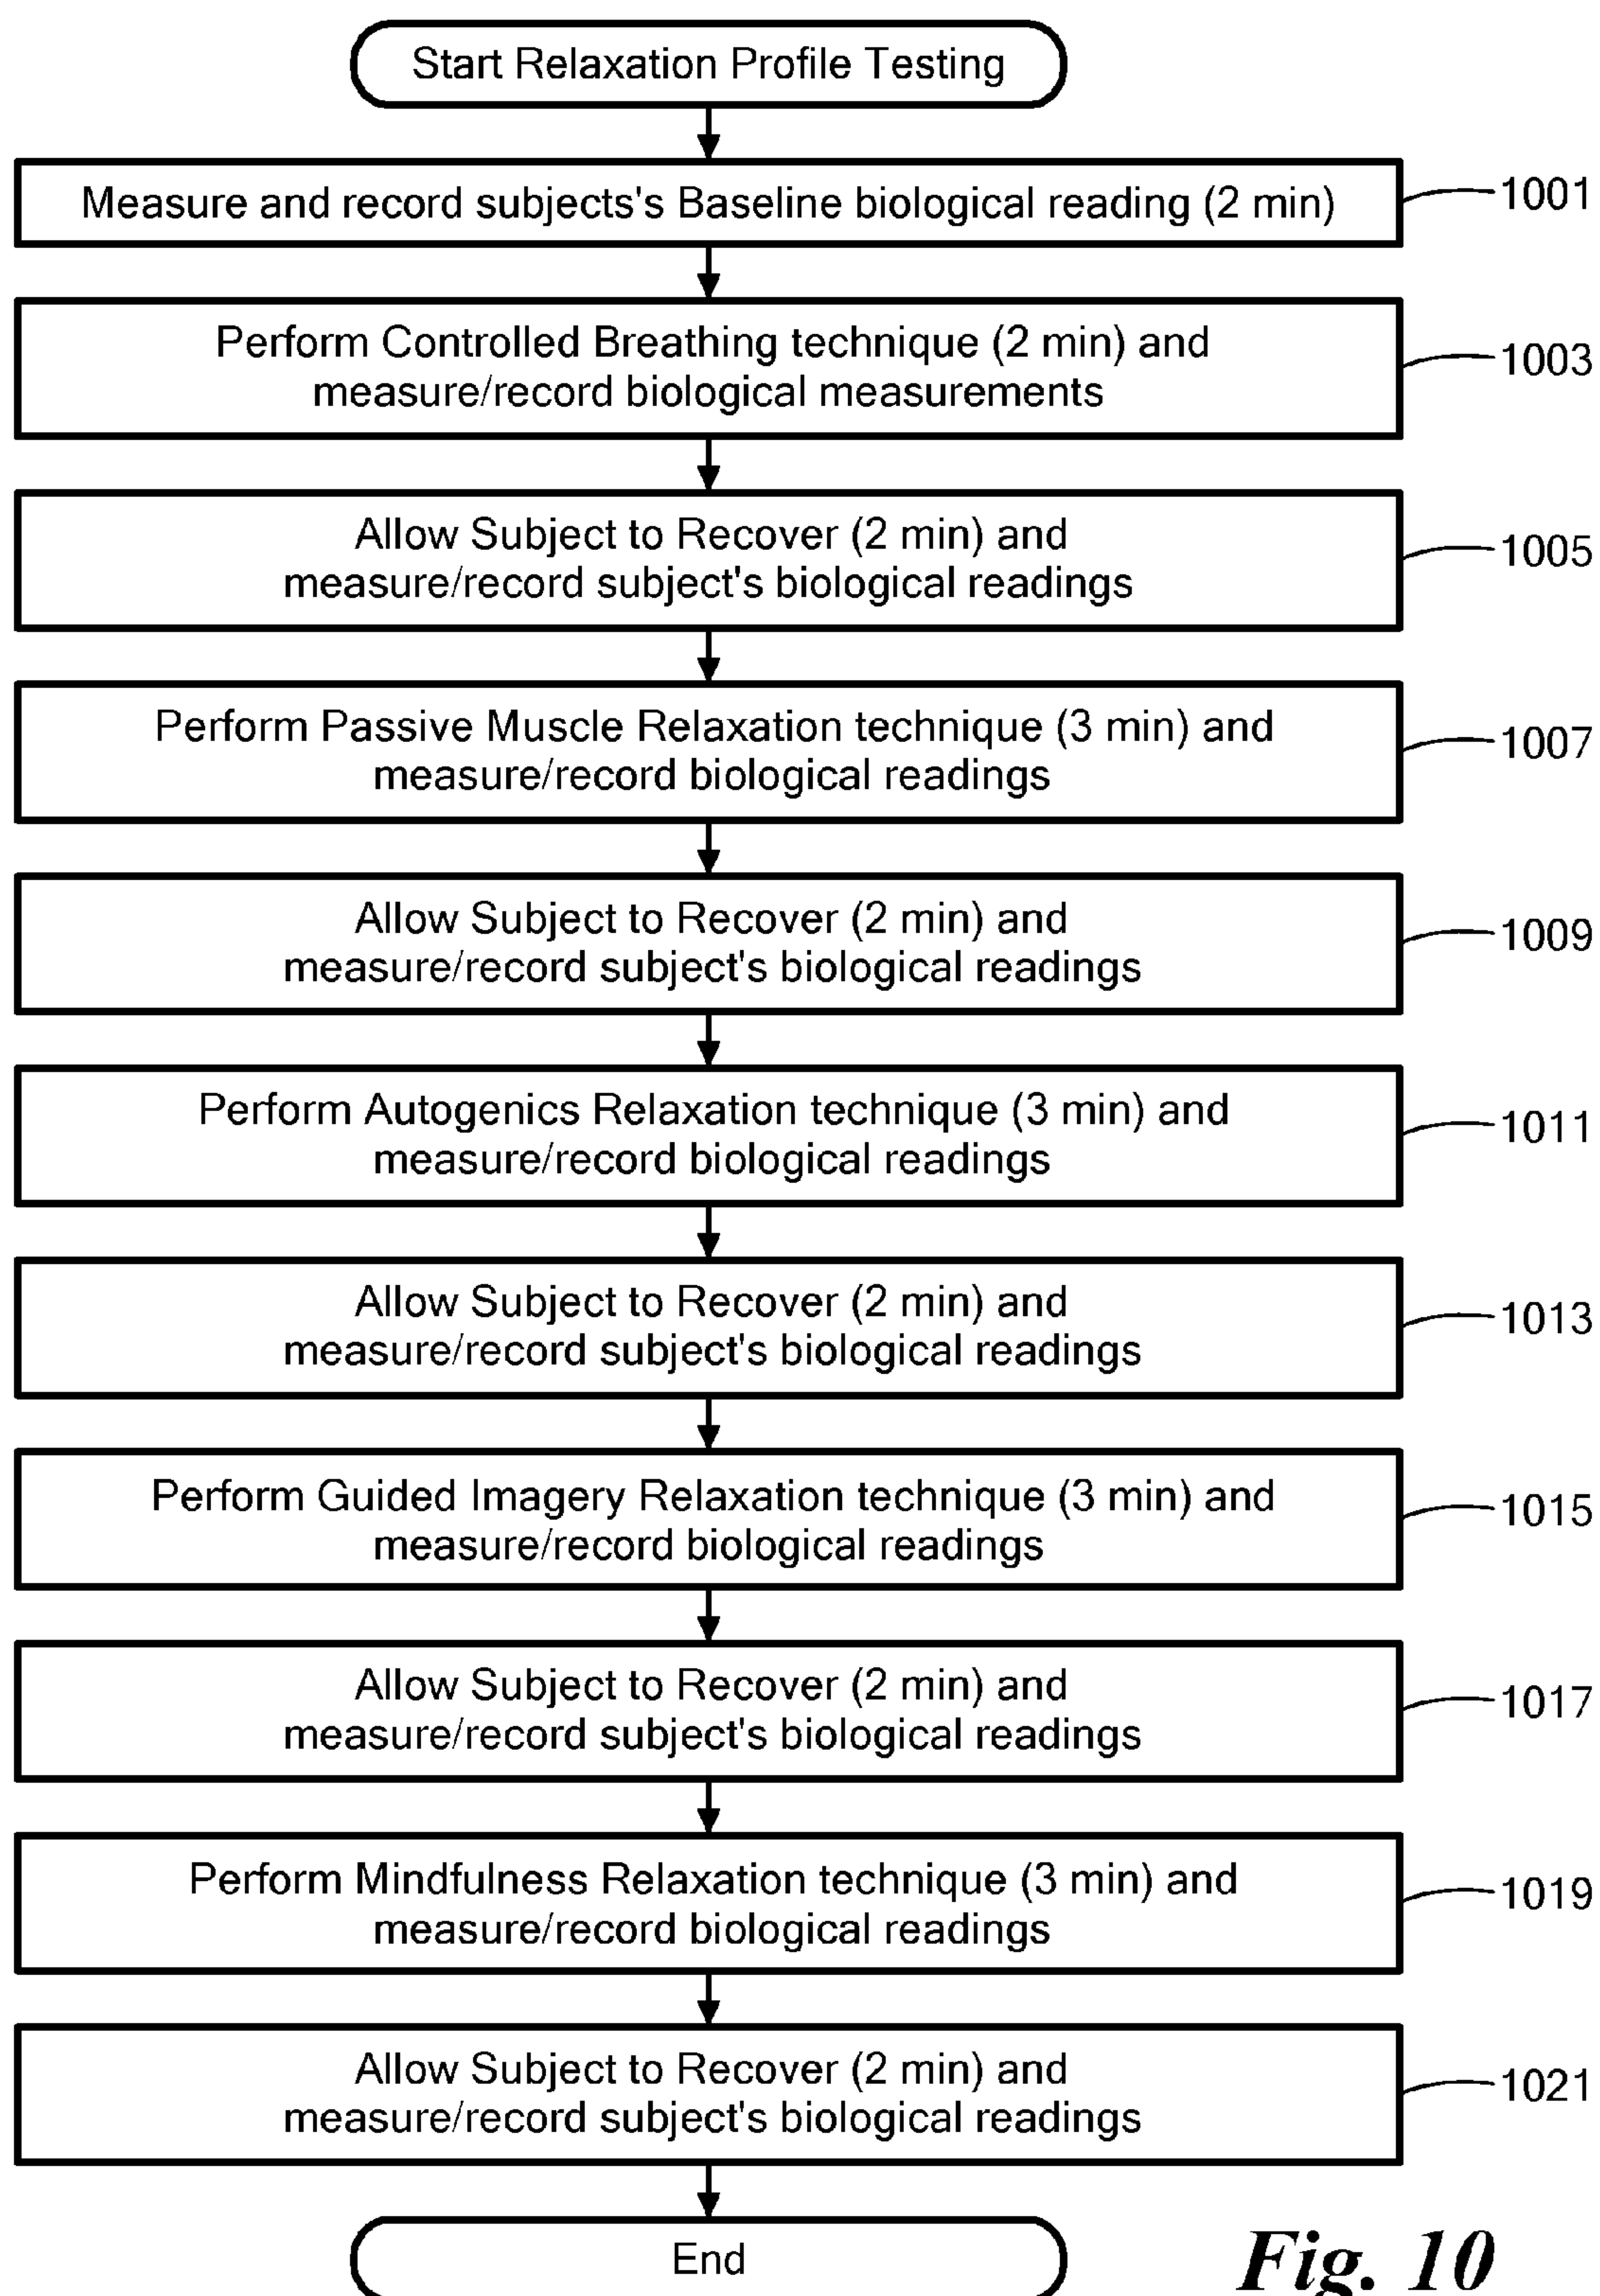 Start Relaxation Profile Testing
Measure and record subjects's Baseline biological reading (2 min)
1001
Perform Controlled Breathing technique (2 min) and
measure/record biological measurements
1003
Allow Subject to Recover (2 min) and
measure/record subject's biological readings
1005
Perform Passive Muscle Relaxation technique (3 min) and
measure/record biological readings
1007
Allow Subject to Recover (2 min) and
measure/record subject's biological readings
1009
Perform Autogenics Relaxation technique (3 min) and
measure/record biological readings
1011
Allow Subject to Recover (2 min) and
measure/record subject's biological readings
1013
Perform Guided Imagery Relaxation technique (3 min) and
measure/record biological readings
1015
Allow Subject to Recover (2 min) and
measure/record subject's biological readings
1017
Perform Mindfulness Relaxation technique (3 min) and
measure/record biological readings
1019
Allow Subject to Recover (2 min) and
measure/record subject's biological readings
1021
End
Fig. 10